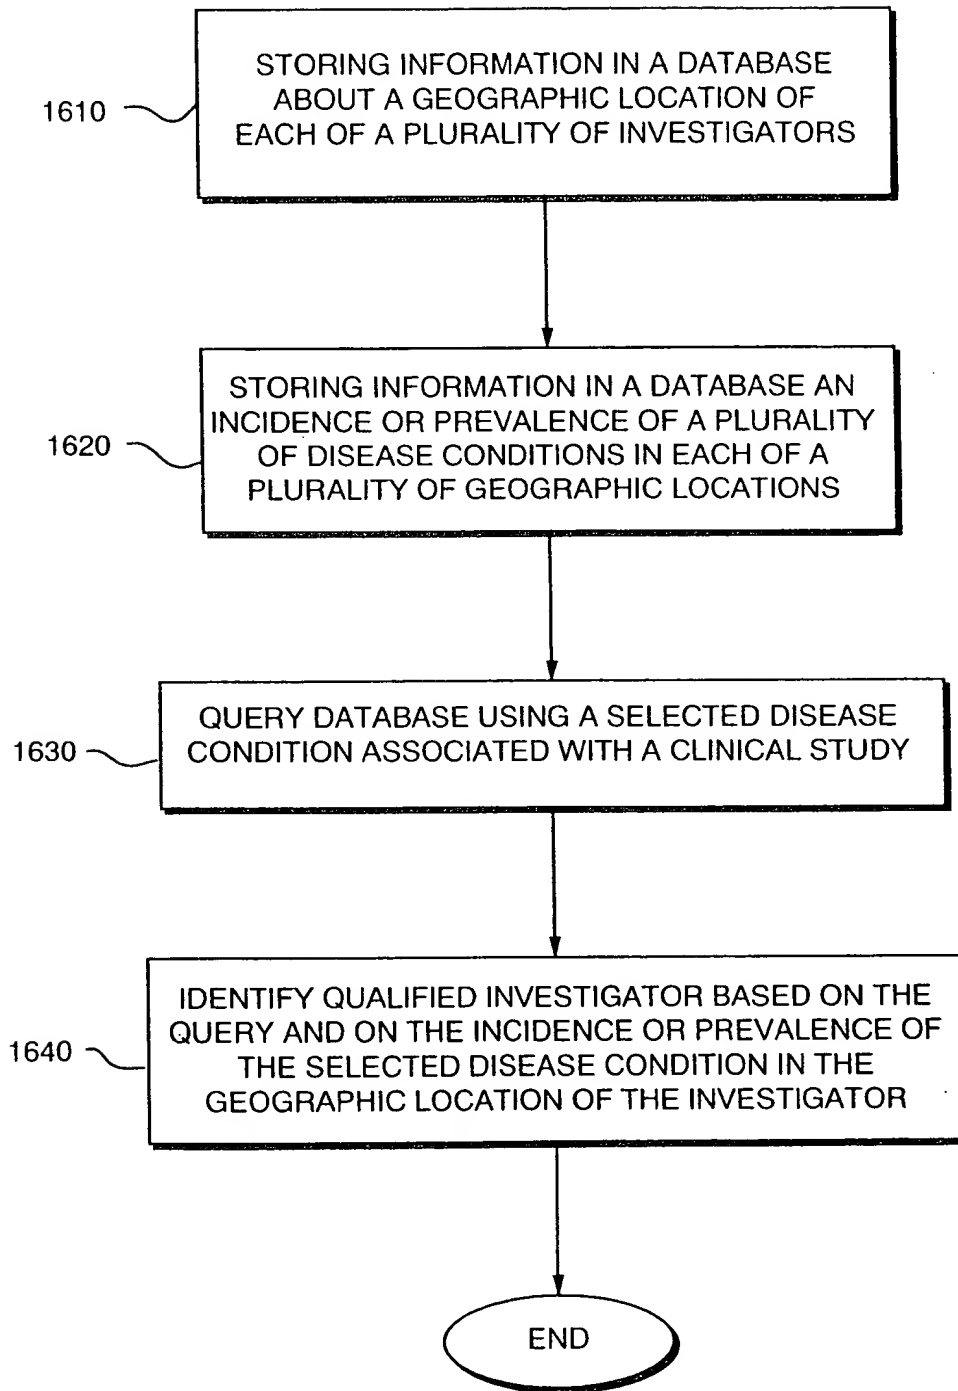 STORING INFORMATION IN A DATABASE
ABOUT A GEOGRAPHIC LOCATION OF
EACH OF A PLURALITY OF INVESTIGATORS
1610
STORING INFORMATION IN A DATABASE AN
INCIDENCE OR PREVALENCE OF A PLURALITY
OF DISEASE CONDITIONS IN EACH OF A
PLURALITY OF GEOGRAPHIC LOCATIONS
1620
QUERY DATABASE USING A SELECTED DISEASE
CONDITION ASSOCIATED WITH A CLINICAL STUDY
1630
IDENTIFY QUALIFIED INVESTIGATOR BASED ON THE
QUERY AND ON THE INCIDENCE OR PREVALENCE OF
THE SELECTED DISEASE CONDITION IN THE
GEOGRAPHIC LOCATION OF THE INVESTIGATOR
1640
END